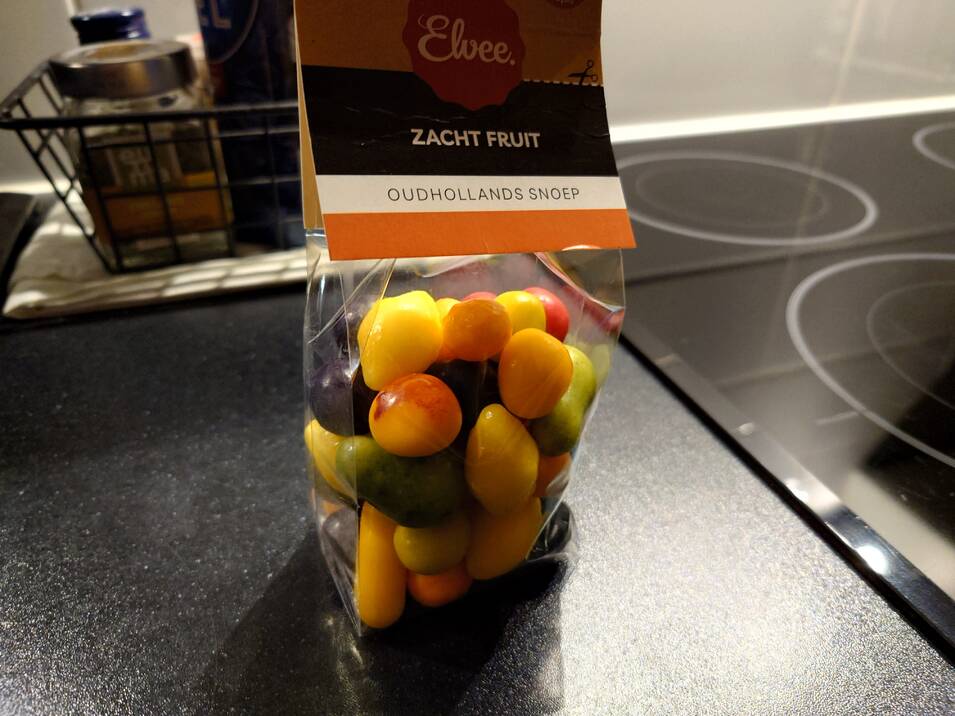 Elvee.
ZACHT FRUIT
OUDHOLLANDS SNOEP